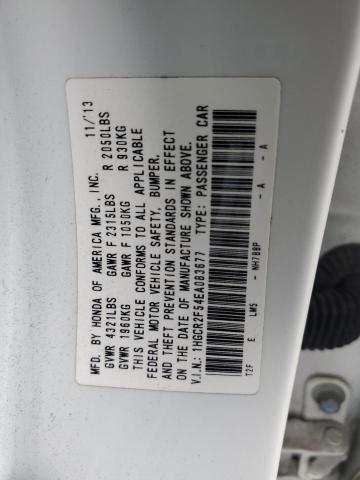 MFD. BY HONDA OF AMERICA MFG., INC. 11/'13
GVWR 4321LBS GAWR F 2315LBS R 2050LBS
GVWR 1960KG GAWR F 1050KG R 930KG
THIS VEHICLE CONFORMS TO ALL APPLICABLE
FEDERAL MOTOR VEHICLE SAFETY, BUMPER,
AND THEFT PREVENTION STANDARDS IN EFFECT
ON THE DATE OF MANUFACTURE SHOWN ABOVE.
V.I.N.: 1HGCR2F54EA083677 TYPE: PASSENGER CAR
T2F E LM5 NH788P - A - A